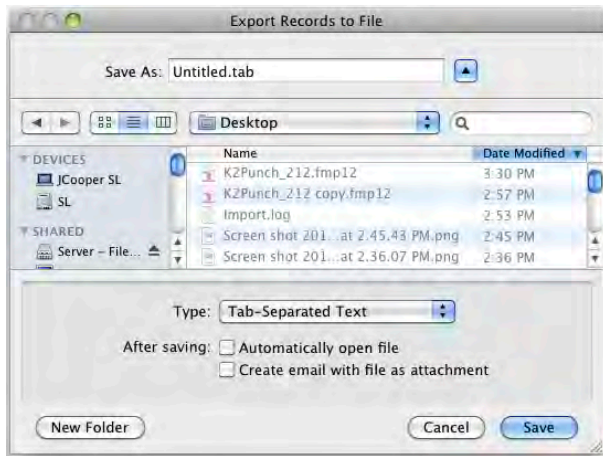 Export Records to File
Save As: Untitled.tab
Desktop
DEVICES
JCooper SL
SL
SHARED
Server – File...
Name Date Modified
K2Punch_212.fmp12 3:30 PM
K2Punch_212 copy.fmp12 2:57 PM
Import.log 2:53 PM
Screen shot 201...at 2.45.43 PM.png 2:45 PM
Screen shot 201...at 2.36.07 PM.png 2:36 PM
Type: Tab-Separated Text
After saving: Automatically open file
Create email with file as attachment
New Folder Cancel Save